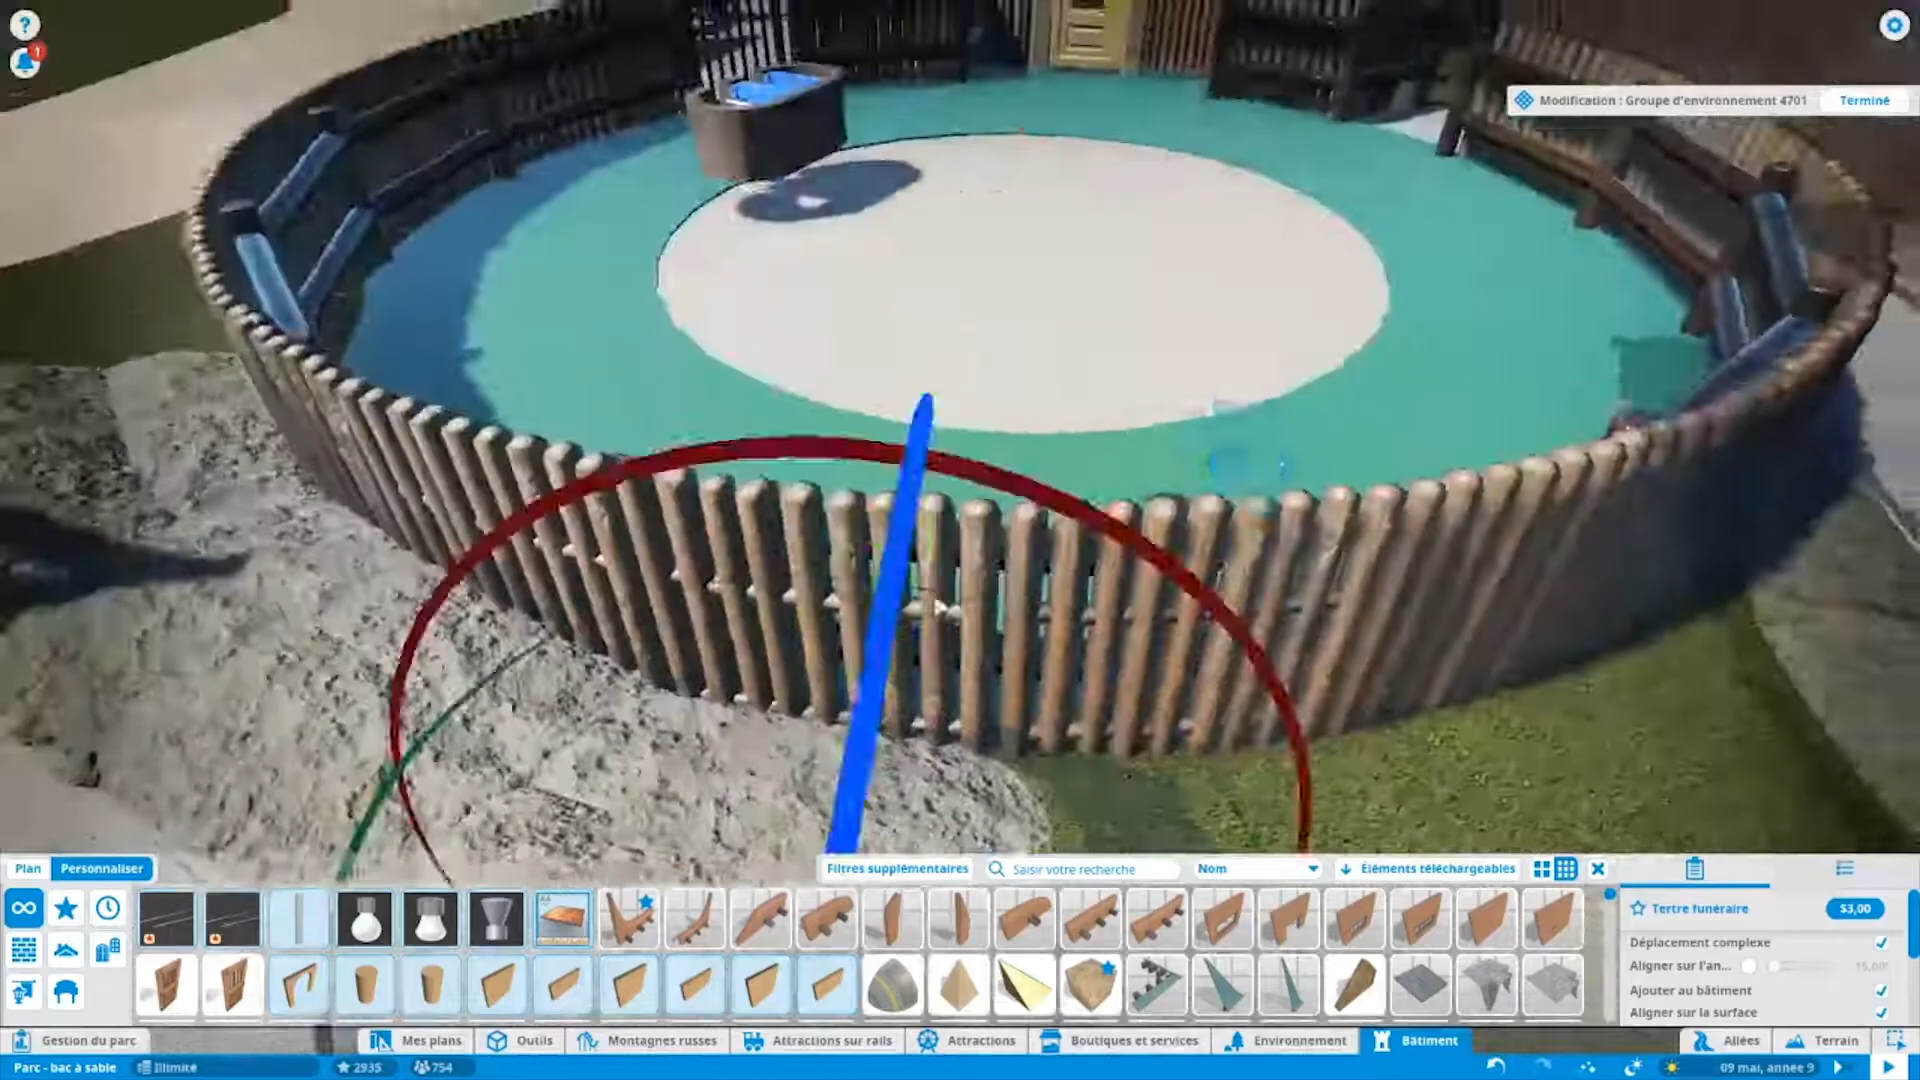 ?
1
Modification : Groupe d'environnement 4701
Terminé
Plan
Personnaliser
Filtres supplémentaires
Saisir votre recherche
Nom
Éléments téléchargeables
Tertre funéraire
$3,00
Déplacement complexe
Aligner sur l'an...
Ajouter au bâtiment
Aligner sur la surface
Gestion du parc
Mes plans
Outils
Montagnes russes
Attractions sur rails
Attractions
Boutiques et services
Environnement
Bâtiment
Allées
Terrain
Parc - bac à sable
Illimité
2935
754
09 mai, année 9